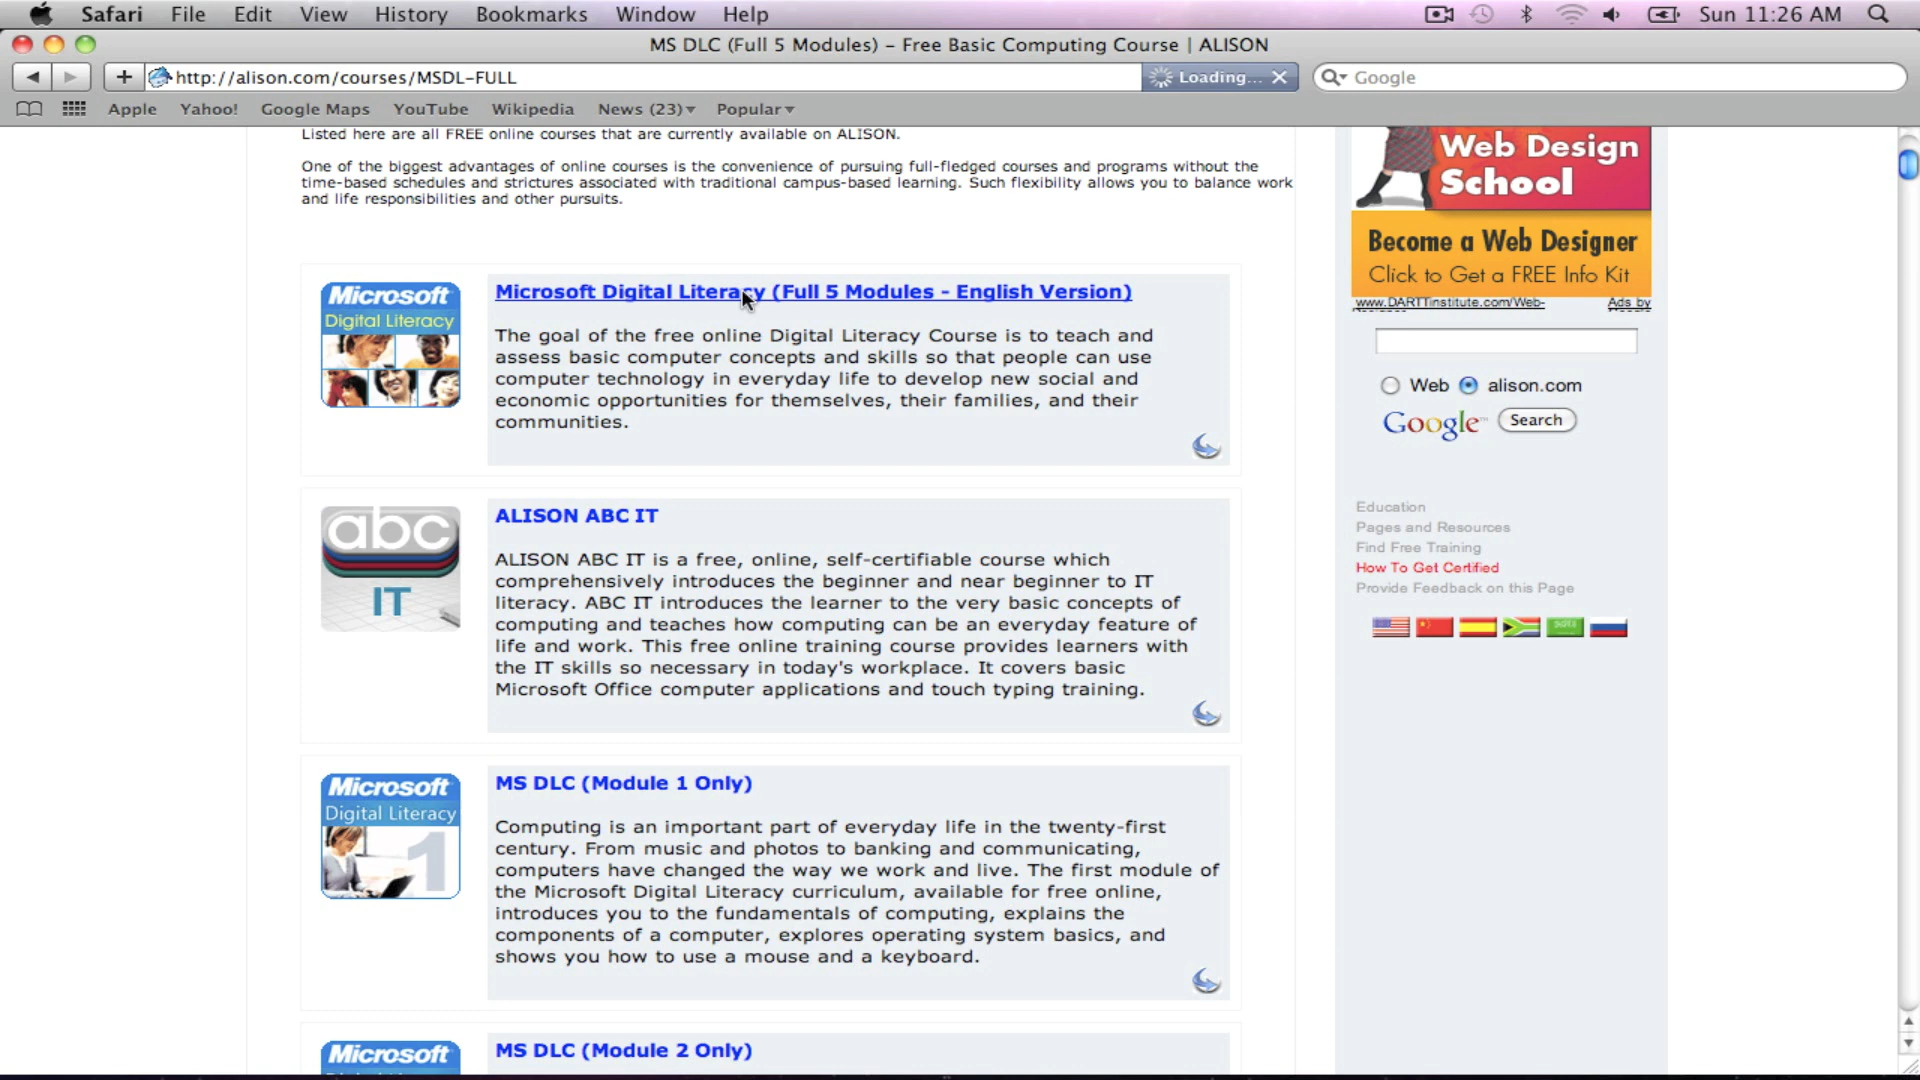 Safari File Edit View History Bookmarks Window Help Sun 11:26 AM
MS DLC (Full 5 Modules) – Free Basic Computing Course | ALISON
http://alison.com/courses/MSDL-FULL Loading... Google
Apple Yahoo! Google Maps YouTube Wikipedia News (23) Popular
Listed here are all FREE online courses that are currently available on ALISON.
One of the biggest advantages of online courses is the convenience of pursuing full-fledged courses and programs without the
time-based schedules and strictures associated with traditional campus-based learning. Such flexibility allows you to balance work
and life responsibilities and other pursuits.
Microsoft
Digital Literacy
Microsoft Digital Literacy (Full 5 Modules - English Version)
The goal of the free online Digital Literacy Course is to teach and
assess basic computer concepts and skills so that people can use
computer technology in everyday life to develop new social and
economic opportunities for themselves, their families, and their
communities.
abc
IT
ALISON ABC IT
ALISON ABC IT is a free, online, self-certifiable course which
comprehensively introduces the beginner and near beginner to IT
literacy. ABC IT introduces the learner to the very basic concepts of
computing and teaches how computing can be an everyday feature of
life and work. This free online training course provides learners with
the IT skills so necessary in today's workplace. It covers basic
Microsoft Office computer applications and touch typing training.
Microsoft
Digital Literacy
1
MS DLC (Module 1 Only)
Computing is an important part of everyday life in the twenty-first
century. From music and photos to banking and communicating,
computers have changed the way we work and live. The first module of
the Microsoft Digital Literacy curriculum, available for free online,
introduces you to the fundamentals of computing, explains the
components of a computer, explores operating system basics, and
shows you how to use a mouse and a keyboard.
Microsoft
MS DLC (Module 2 Only)
Web Design
School
Become a Web Designer
Click to Get a FREE Info Kit
www.DARTTinstitute.com/Web- Ads by
Web alison.com
Google Search
Education
Pages and Resources
Find Free Training
How To Get Certified
Provide Feedback on this Page